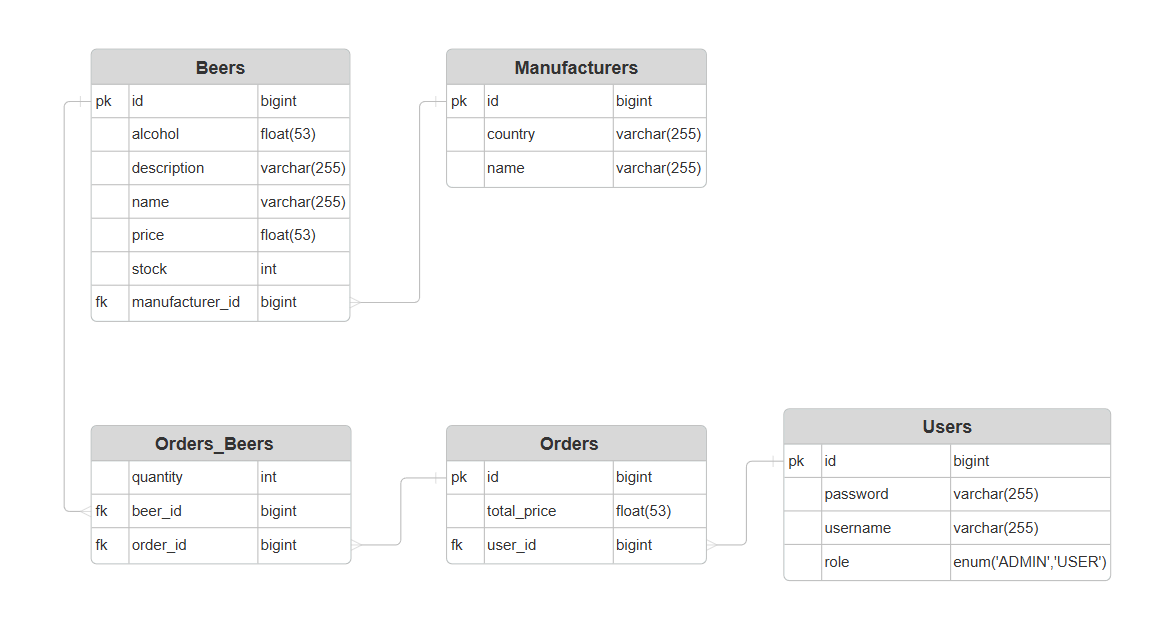 Beers
pk id bigint
alcohol float(53)
description varchar(255)
name varchar(255)
price float(53)
stock int
fk manufacturer_id bigint
Manufacturers
pk id bigint
country varchar(255)
name varchar(255)
Orders_Beers
quantity int
fk beer_id bigint
fk order_id bigint
Orders
pk id bigint
total_price float(53)
fk user_id bigint
Users
pk id bigint
password varchar(255)
username varchar(255)
role enum('ADMIN','USER')